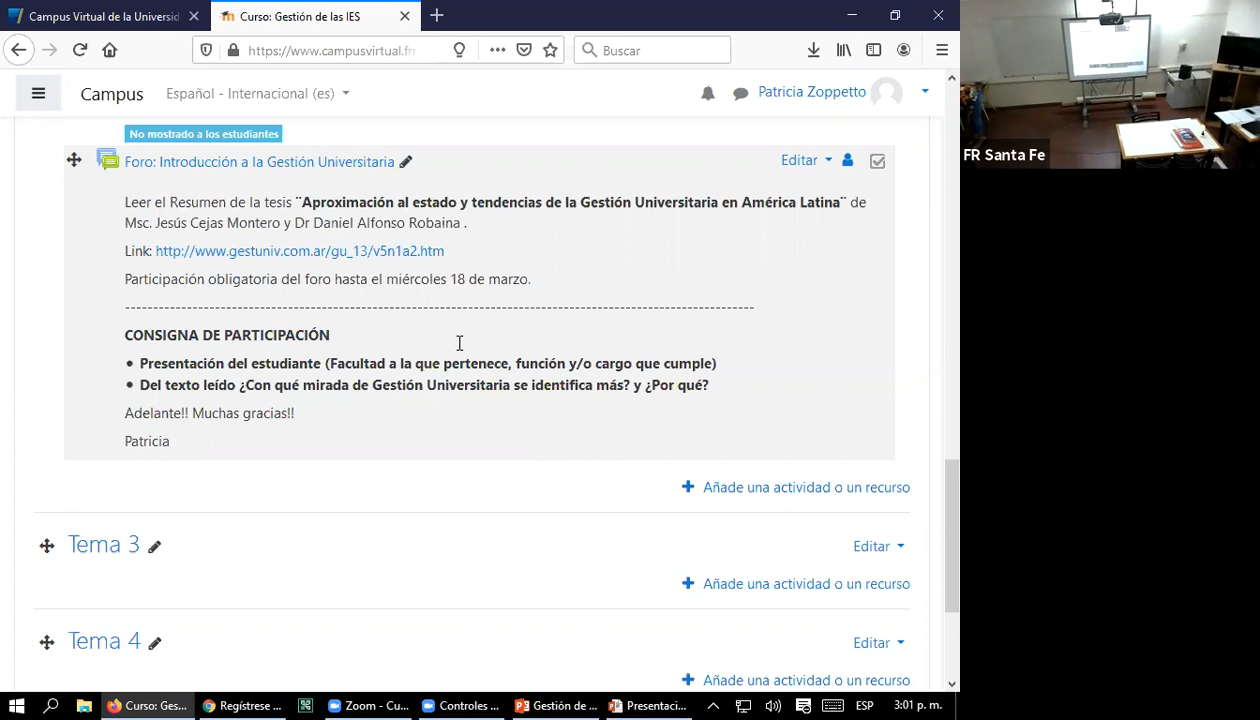 Campus Virtual de la Universid
Curso: Gestión de las IES
https://www.campusvirtual.frr
Buscar
Campus
Español - Internacional (es)
Patricia Zoppetto
FR Santa Fe
No mostrado a los estudiantes
Foro: Introducción a la Gestión Universitaria
Editar
Leer el Resumen de la tesis ¨Aproximación al estado y tendencias de la Gestión Universitaria en América Latina¨ de
Msc. Jesús Cejas Montero y Dr Daniel Alfonso Robaina .
Link: http://www.gestuniv.com.ar/gu_13/v5n1a2.htm
Participación obligatoria del foro hasta el miércoles 18 de marzo.
------------------------------------------------------------------------------------------------------------------
CONSIGNA DE PARTICIPACIÓN
• Presentación del estudiante (Facultad a la que pertenece, función y/o cargo que cumple)
• Del texto leído ¿Con qué mirada de Gestión Universitaria se identifica más? y ¿Por qué?
Adelante!! Muchas gracias!!
Patricia
Añade una actividad o un recurso
Tema 3
Editar
Añade una actividad o un recurso
Tema 4
Editar
Añade una actividad o un recurso
Curso: Ges...
Regístrese ...
Zoom - Cu...
Controles ...
Gestión de ...
Presentaci...
ESP
3:01 p. m.